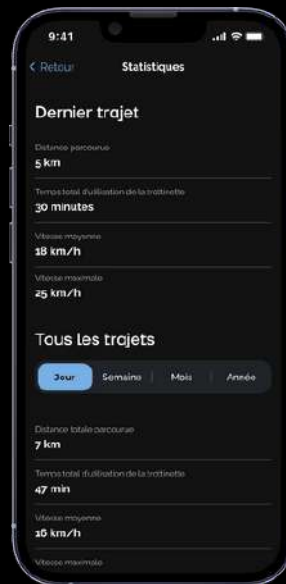 9:41
Retour
Statistiques
Dernier trajet
Distance parcourue
5 km
Temps total d'utilisation de la trottinette
30 minutes
Vitesse moyenne
18 km/h
Vitesse maximale
25 km/h
Tous les trajets
Jour Semaine Mois Année
Distance totale parcourue
7 km
Temps total d'utilisation de la trottinette
47 min
Vitesse moyenne
16 km/h
Vitesse maximale